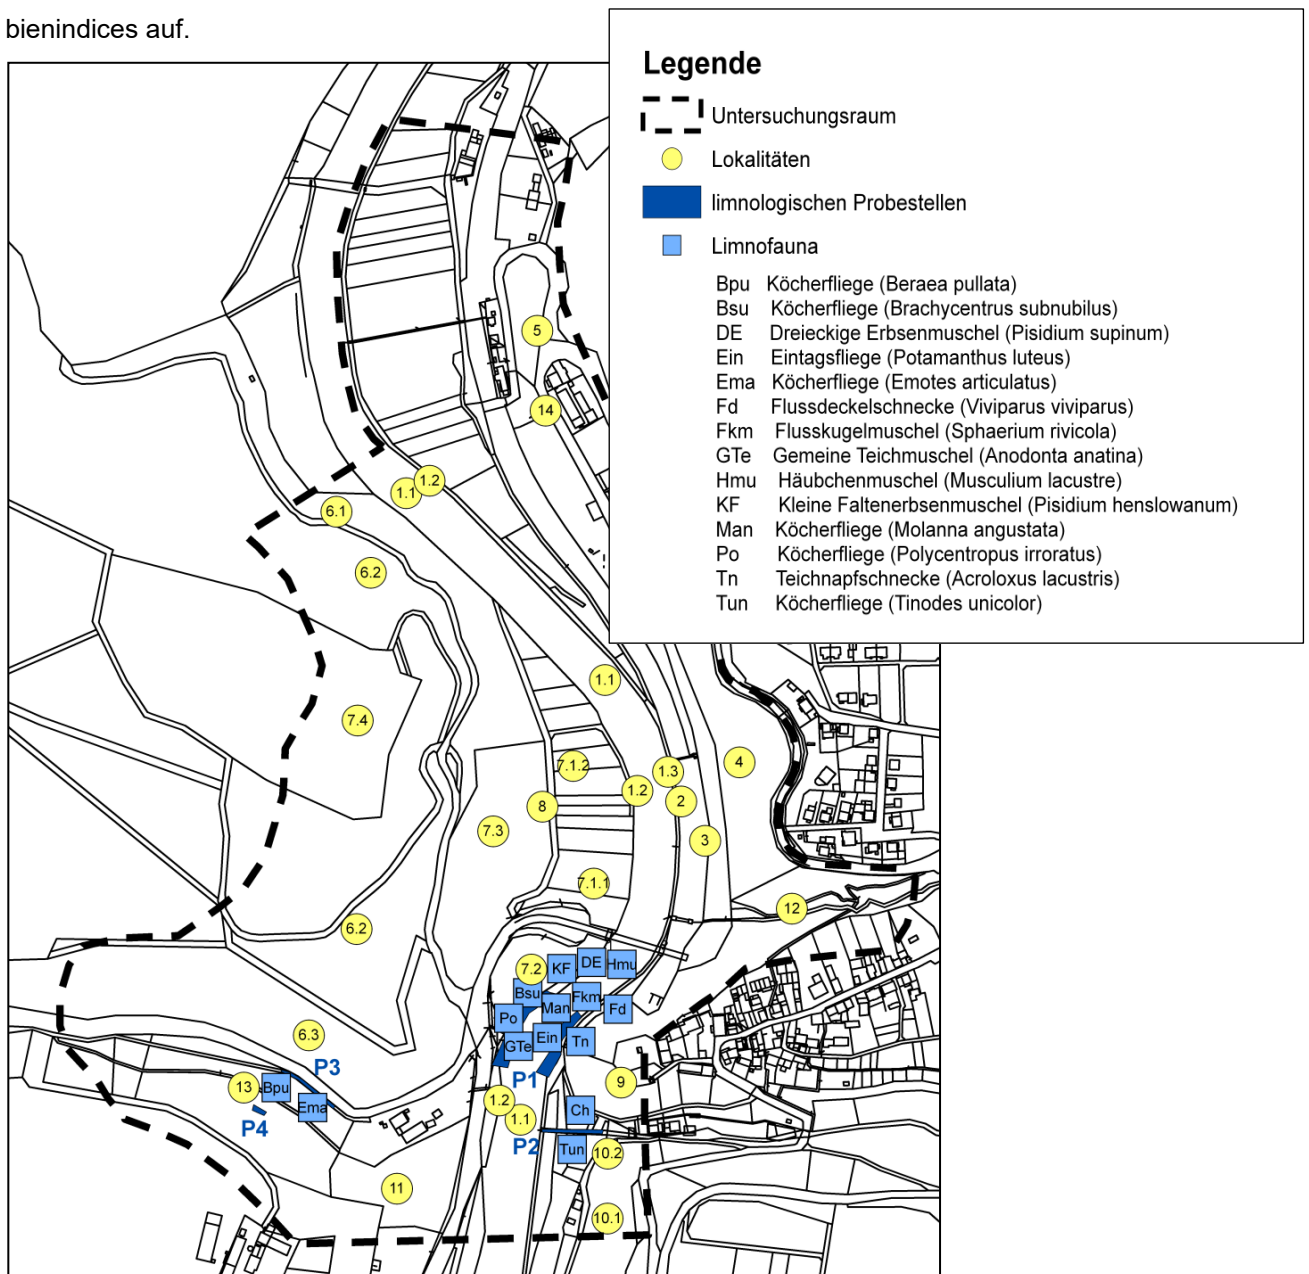 bienindices auf.
Legende
Untersuchungsraum
Lokalitäten
limnologischen Probestellen
Limnofauna
Bpu Köcherfliege (Beraea pullata)
Bsu Köcherfliege (Brachycentrus subnubilus)
DE Dreieckige Erbsenmuschel (Pisidium supinum)
Ein Eintagsfliege (Potamanthus luteus)
Ema Köcherfliege (Emotes articulatus)
Fd Flussdeckelschnecke (Viviparus viviparus)
Fkm Flusskugelmuschel (Sphaerium rivicola)
GTe Gemeine Teichmuschel (Anodonta anatina)
Hmu Häubchenmuschel (Musculium lacustre)
KF Kleine Faltenerbsenmuschel (Pisidium henslowanum)
Man Köcherfliege (Molanna angustata)
Po Köcherfliege (Polycentropus irroratus)
Tn Teichnapfschnecke (Acroloxus lacustris)
Tun Köcherfliege (Tinodes unicolor)
5
14
1.2
1.1
6.1
6.2
1.1
7.4
4
7.1.2
1.3
1.2
2
8
7.3
3
7.1.1
12
6.2
7.2
KF
DE
Hmu
Bsu
Man
Fkm
Fd
Po
GTe
Ein
Tn
6.3
P3
P1
13
Bpu
Ema
9
P4
1.2
1.1
Ch
P2
Tun
10.2
11
10.1